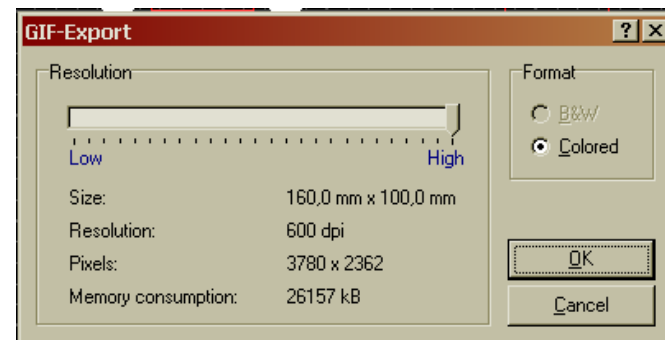 GIF-Export
Resolution
Low High
Size: 160,0 mm x 100,0 mm
Resolution: 600 dpi
Pixels: 3780 x 2362
Memory consumption: 26157 kB
Format
B&W
Colored
OK
Cancel